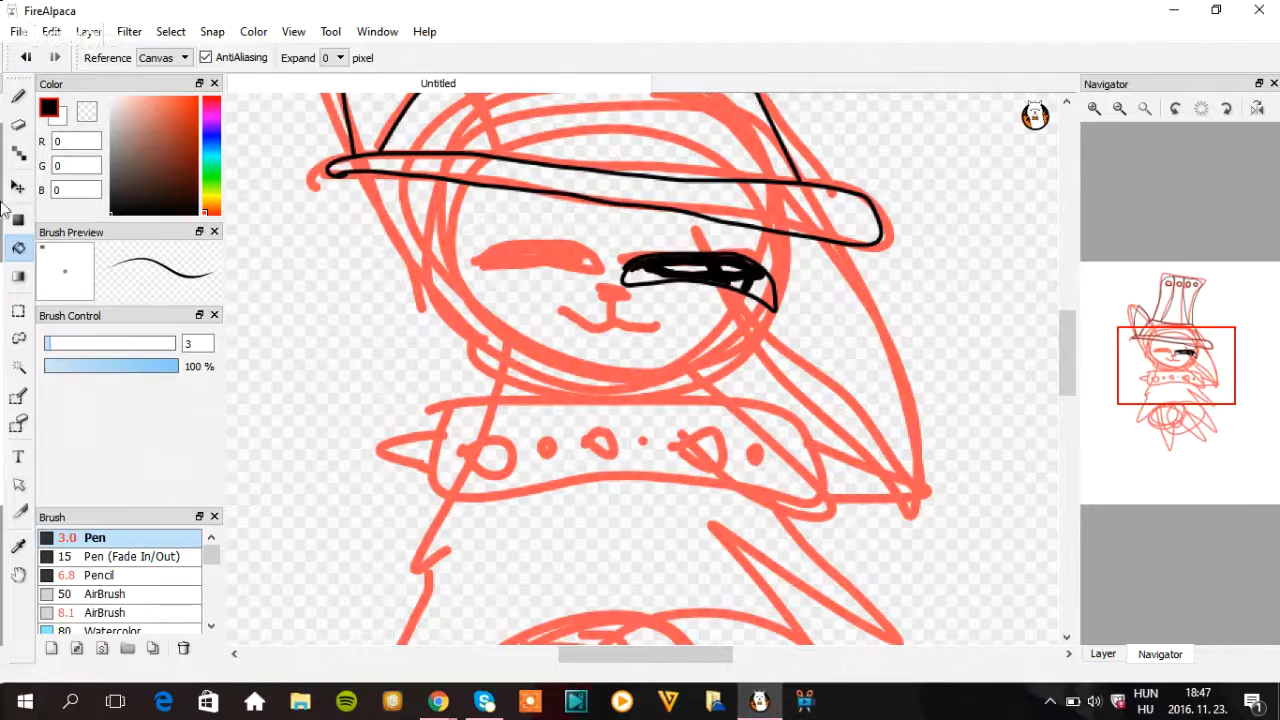 FireAlpaca
File Edit Layer Filter Select Snap Color View Tool Window Help
Reference Canvas AntiAliasing Expand 0 pixel
Untitled
Color
R 0
G 0
B 0
Brush Preview
Brush Control
3
100 %
Brush
3.0 Pen
15 Pen (Fade In/Out)
6.8 Pencil
50 AirBrush
8.1 AirBrush
80 Watercolor
Navigator
Layer Navigator
HUN 18:47
HU 2016. 11. 23.